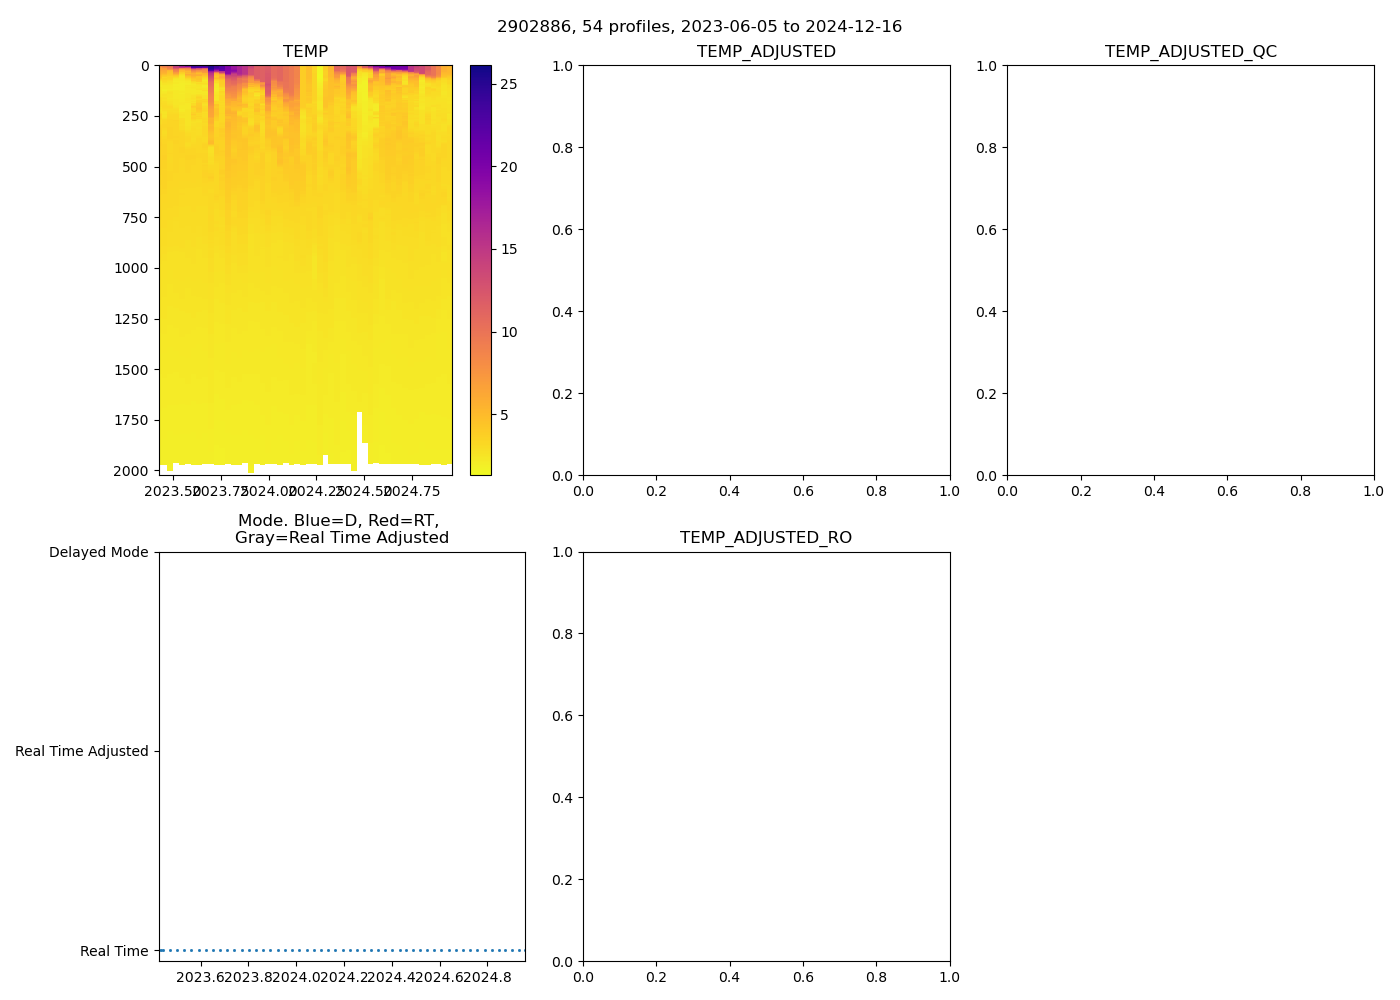 2902886, 54 profiles, 2023-06-05 to 2024-12-16
TEMP
0
250
500
750
1000
1250
1500
1750
2000
2023.50 2023.75 2024.00 2024.25 2024.50 2024.75
25
20
15
10
5
TEMP_ADJUSTED
1.0
0.8
0.6
0.4
0.2
0.0
0.0 0.2 0.4 0.6 0.8 1.0
TEMP_ADJUSTED_QC
1.0
0.8
0.6
0.4
0.2
0.0
0.0 0.2 0.4 0.6 0.8 1.0
Mode. Blue=D, Red=RT,
Gray=Real Time Adjusted
Delayed Mode
Real Time Adjusted
Real Time
2023.6 2023.8 2024.0 2024.2 2024.4 2024.6 2024.8
TEMP_ADJUSTED_RO
1.0
0.8
0.6
0.4
0.2
0.0
0.0 0.2 0.4 0.6 0.8 1.0